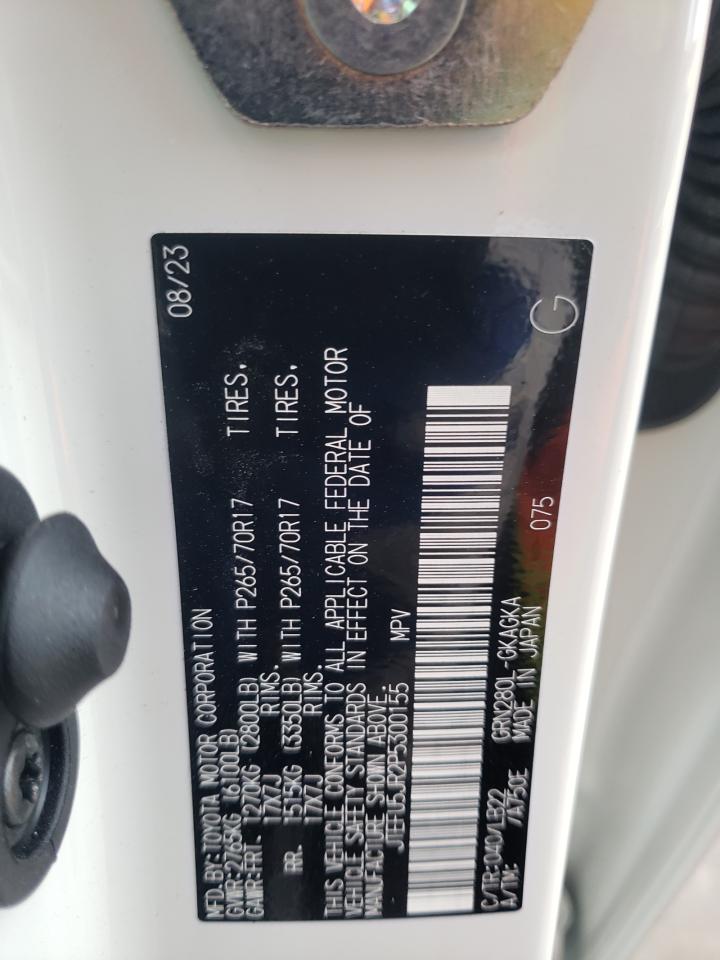 MFD. BY: TOYOTA MOTOR CORPORATION 08/23
GVWR: 2765KG (6100LB)
GAWR: FRT. 1270KG (2800LB) WITH P265/70R17 TIRES,
17X7J RIMS.
RR. 1515KG (3350LB) WITH P265/70R17 TIRES,
17X7J RIMS.
THIS VEHICLE CONFORMS TO ALL APPLICABLE FEDERAL MOTOR
VEHICLE SAFETY STANDARDS IN EFFECT ON THE DATE OF
MANUFACTURE SHOWN ABOVE.
JTEFU5JR2P5300155 MPV
C/TR:040/LB22 GRN280L-GKAGKA 075 G
A/TM: /A750E MADE IN JAPAN